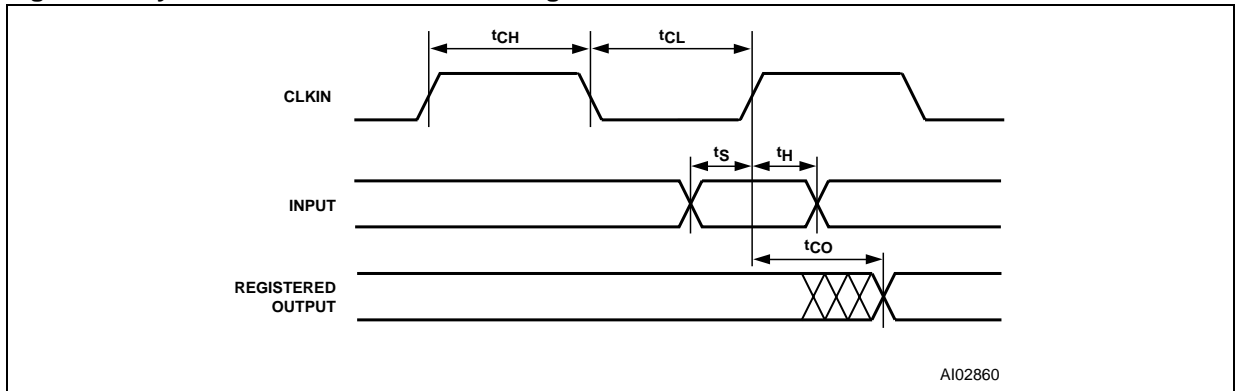 tCH
tCL
CLKIN
tS
tH
INPUT
tCO
REGISTERED
OUTPUT
AI02860